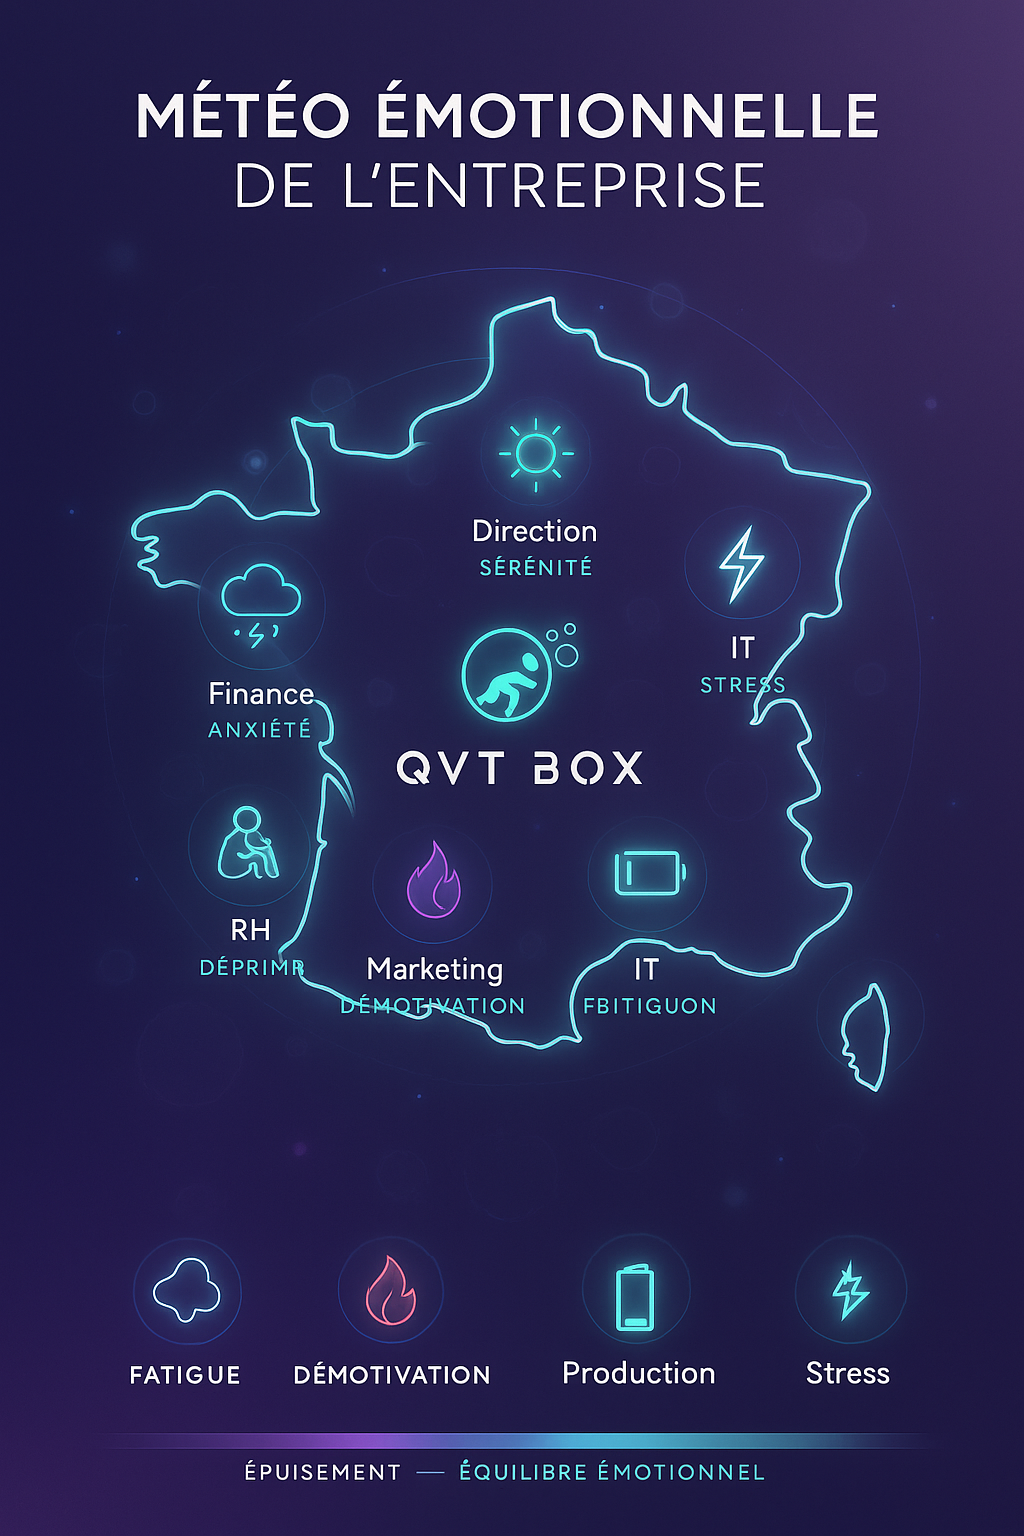 MÉTÉO ÉMOTIONNELLE
DE L'ENTREPRISE
Direction
SÉRÉNITÉ
IT
STRESS
Finance
ANXIÉTÉ
QVT BOX
RH
DÉPRIMR
Marketing
DÉMOTIVATION
IT
FBITIGUON
FATIGUE
DÉMOTIVATION
Production
Stress
ÉPUISEMENT — ÉQUILIBRE ÉMOTIONNEL